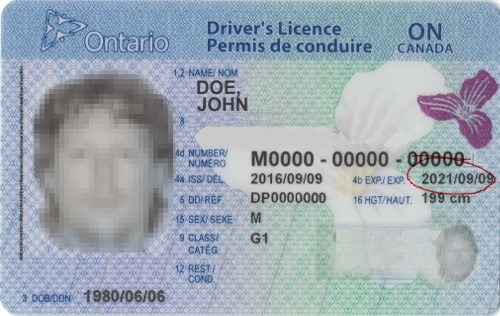 Ontario
Driver's Licence
Permis de conduire
ON
CANADA
1,2 NAME/ NOM
DOE,
JOHN
8
4d NUMBER/
NUMÉRO
M0000 - 00000 - 00000
4a ISS/ DÉL.
2016/09/09
4b EXP./ EXP.
2021/09/09
5 DD/RÉF.
DP0000000
16 HGT/HAUT.
199 cm
15 SEX/ SEXE
M
9 CLASS/
CATÉG.
G1
12 REST./
COND.
3 DOB/DDN
1980/06/06